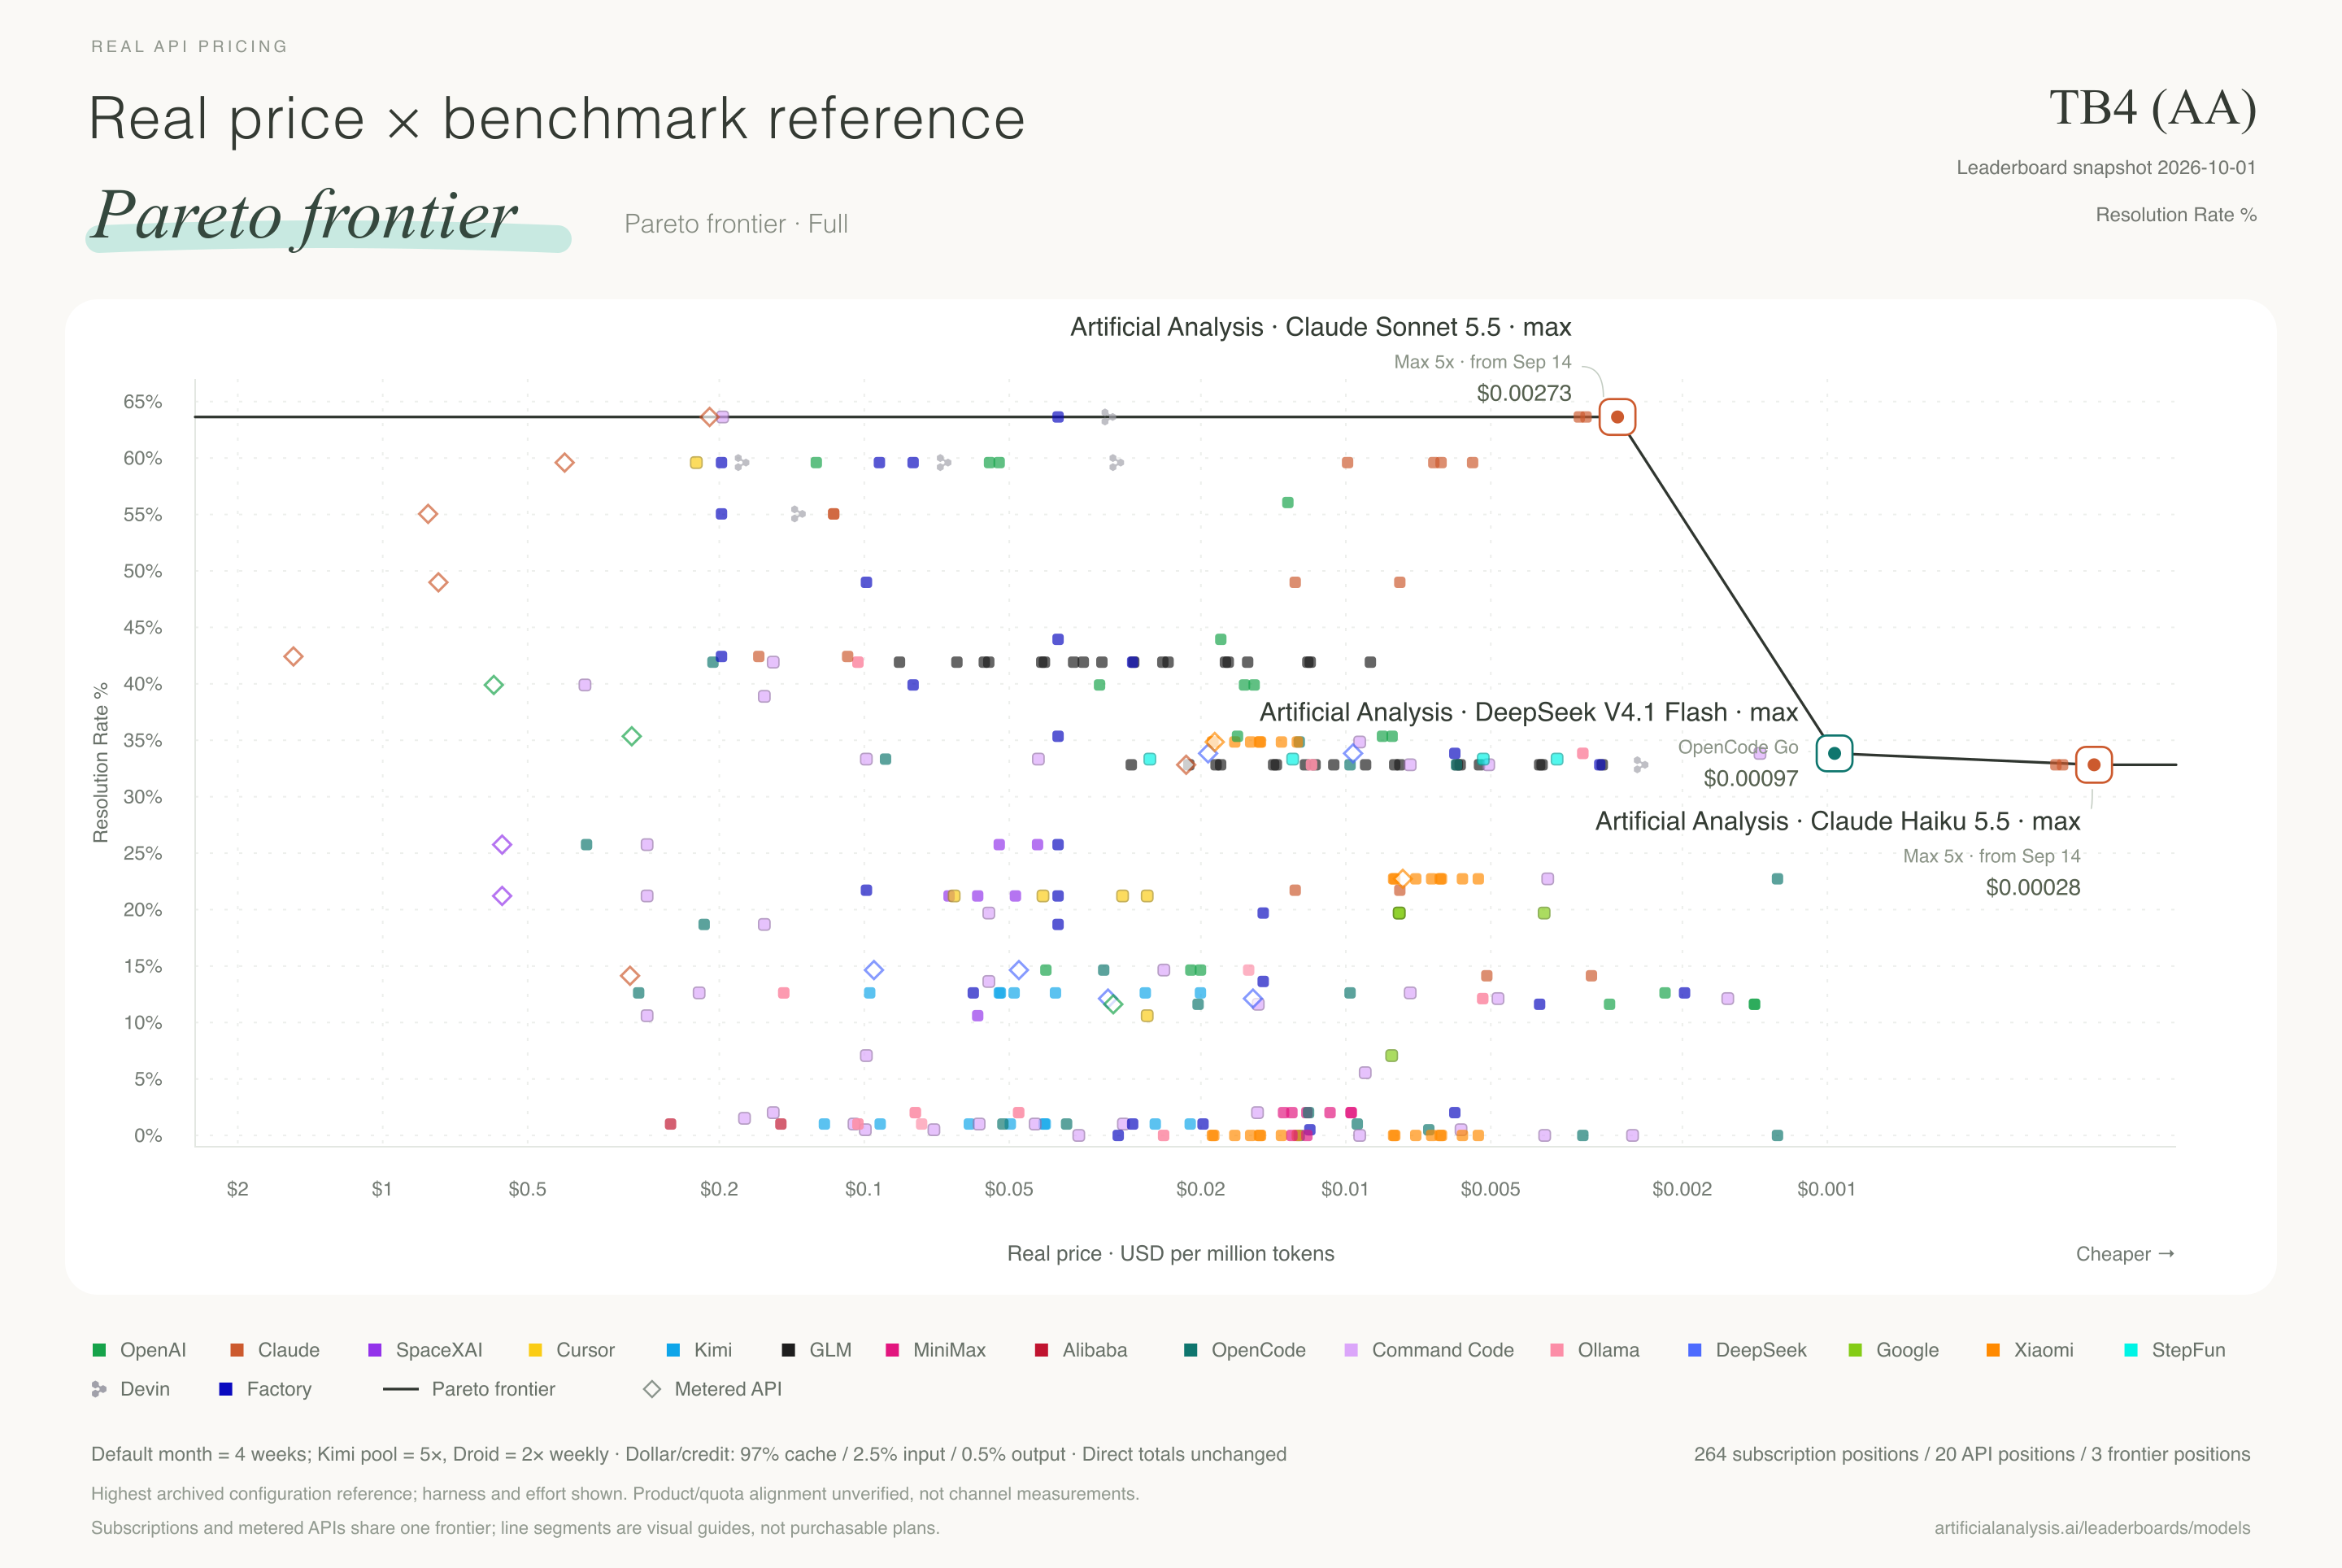 REAL API PRICING
Real price × benchmark reference
TB4 (AA)
Leaderboard snapshot 2026-10-01
Pareto frontier
Pareto frontier · Full
Resolution Rate %
Artificial Analysis · Claude Sonnet 5.5 · max
Max 5x · from Sep 14
$0.00273
65%
60%
55%
50%
45%
40%
35%
30%
25%
20%
15%
10%
5%
0%
Resolution Rate %
Artificial Analysis · DeepSeek V4.1 Flash · max
OpenCode Go
$0.00097
Artificial Analysis · Claude Haiku 5.5 · max
Max 5x · from Sep 14
$0.00028
$2 $1 $0.5 $0.2 $0.1 $0.05 $0.02 $0.01 $0.005 $0.002 $0.001
Real price · USD per million tokens
Cheaper →
OpenAI Claude SpaceXAI Cursor Kimi GLM MiniMax Alibaba OpenCode Command Code Ollama DeepSeek Google Xiaomi StepFun
Devin Factory Pareto frontier Metered API
Default month = 4 weeks; Kimi pool = 5×, Droid = 2× weekly · Dollar/credit: 97% cache / 2.5% input / 0.5% output · Direct totals unchanged
264 subscription positions / 20 API positions / 3 frontier positions
Highest archived configuration reference; harness and effort shown. Product/quota alignment unverified, not channel measurements.
Subscriptions and metered APIs share one frontier; line segments are visual guides, not purchasable plans.
artificialanalysis.ai/leaderboards/models